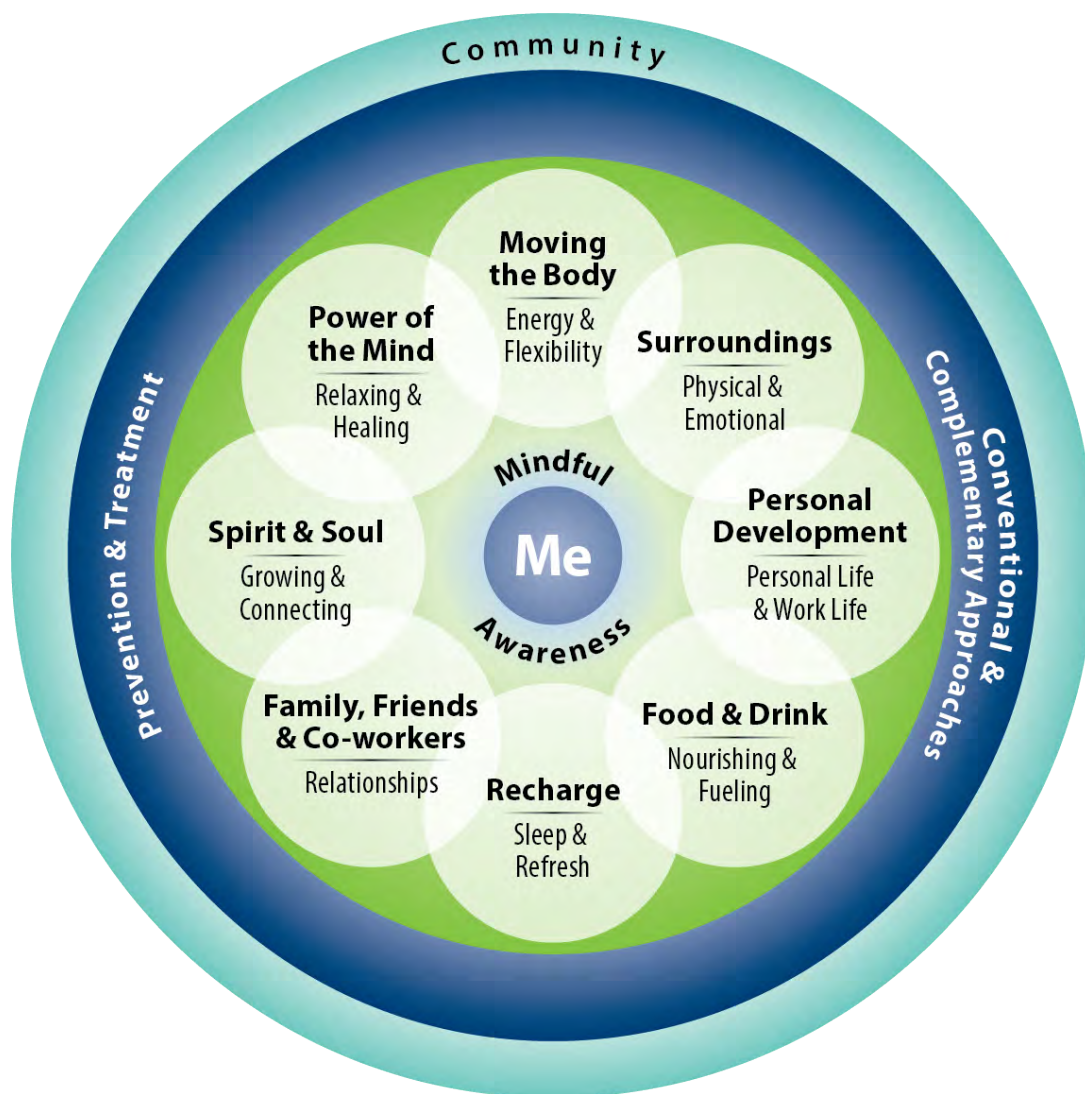 Community
Moving
the Body
Energy &
Flexibility
Surroundings
Physical &
Emotional
Personal
Development
Personal Life
& Work Life
Food & Drink
Nourishing &
Fueling
Recharge
Sleep &
Refresh
Family, Friends
& Co-workers
Relationships
Spirit & Soul
Growing &
Connecting
Power of
the Mind
Relaxing &
Healing
Mindful
Me
Awareness
Prevention & Treatment
Conventional &
Complementary Approaches